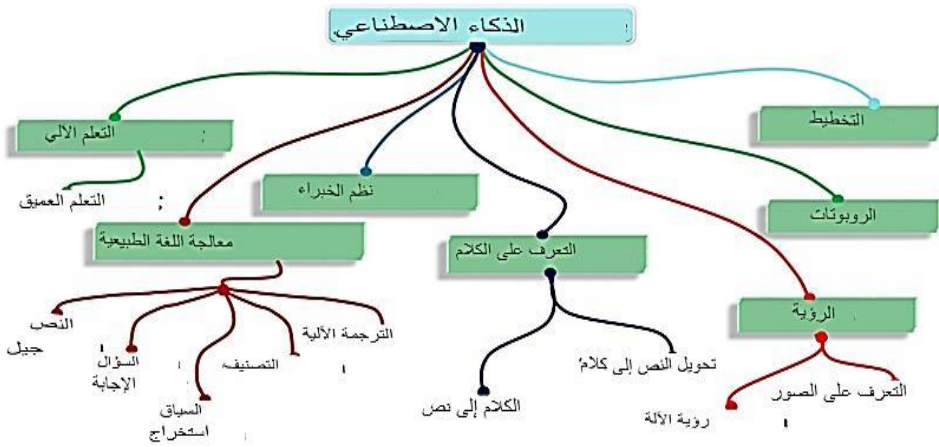 الذكاء الاصطناعي
التخطيط
التعلم الالي
التعلم العميق
نظم الخبراء
الروبوتات
معالجة اللغة الطبيعية
التعرف على الكلام
الرؤية
الترجمة الآلية
التصنيف
السياق
استخراج
السؤال
الإجابة
النص
جيل
تحويل النص إلى كلام
الكلام إلى نص
التعرف على الصور
رؤية الآلة